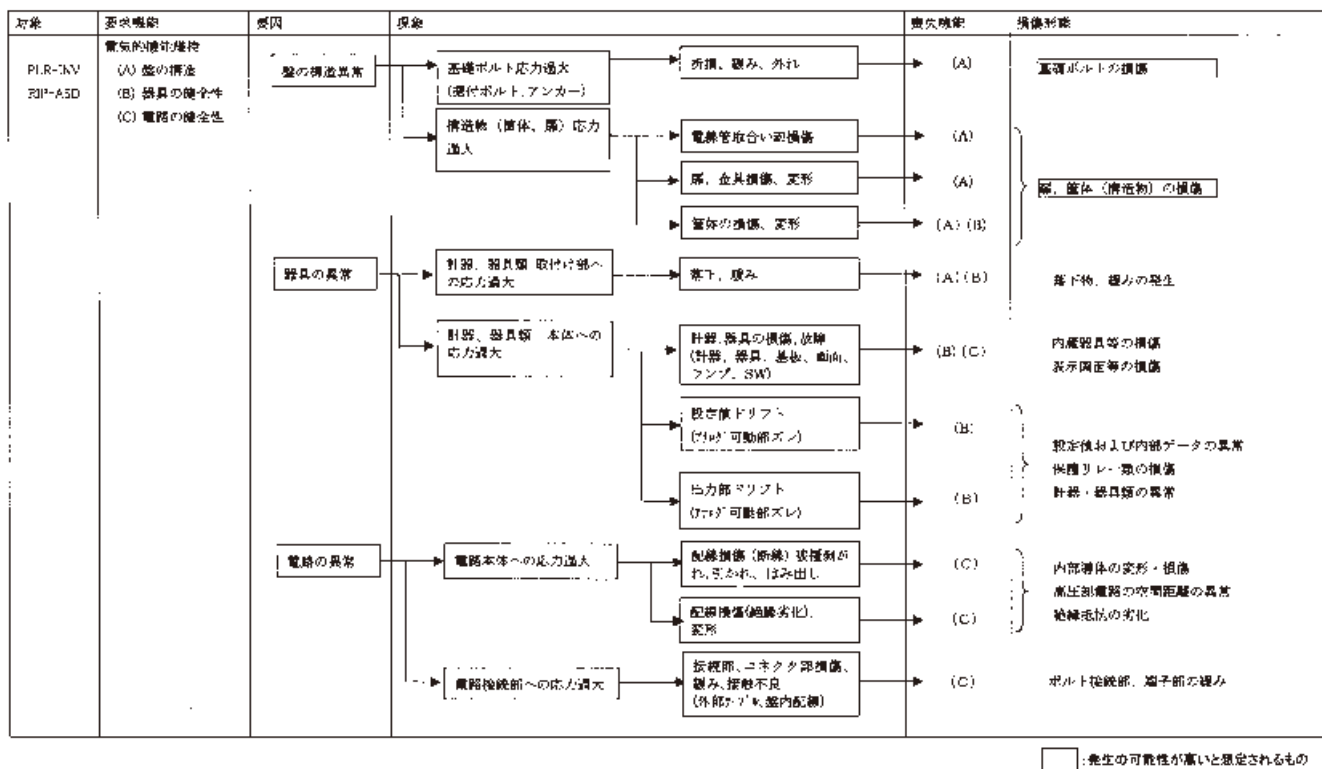 対象
要求機能
要因
現象
喪失機能
損傷形態
電気的機能維持
PLR-INV
(A) 盤の構造
RIP-ASD
(B) 器具の健全性
(C) 電路の健全性
盤の構造異常
基礎ボルト応力過大
(据付ボルト、アンカー)
折損、緩み、外れ
(A)
基礎ボルトの損傷
構造物（筐体、扉）応力
過大
電線管取合い部損傷
(A)
扉、金具損傷、変形
(A)
扉、筐体（構造物）の損傷
筐体の損傷、変形
(A)(B)
器具の異常
計器、器具類 取付け部へ
の応力過大
落下、緩み
(A)(B)
落下物、緩みの発生
計器、器具類 本体への
応力過大
計器、器具の損傷、故障
(計器、器具、基板、画面、
ランプ、SW)
(B)(C)
内蔵器具等の損傷
表示画面等の損傷
設定値ドリフト
(ｱﾅﾛｸﾞ可動部ズレ)
(B)
設定値および内部データの異常
保護リレー類の損傷
計器・器具類の異常
出力部ドリフト
(ｱﾅﾛｸﾞ可動部ズレ)
(B)
電路の異常
電路本体への応力過大
配線損傷（断線）被覆剥が
れ、引かれ、はみ出し
(C)
内部導体の変形・損傷
高圧部電路の空間距離の異常
絶縁抵抗の劣化
配線損傷(絶縁劣化)、
変形
(C)
電路接続部への応力過大
接続部、コネクタ部損傷、
緩み、接触不良
(外部ｹｰﾌﾞﾙ、盤内配線)
(C)
ボルト接続部、端子部の緩み
:発生の可能性が高いと想定されるもの